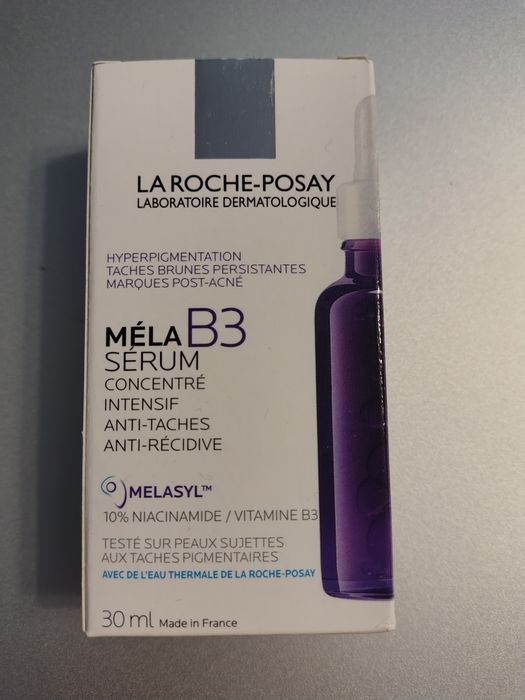 LA ROCHE-POSAY
LABORATOIRE DERMATOLOGIQUE
HYPERPIGMENTATION
TACHES BRUNES PERSISTANTES
MARQUES POST-ACNÉ
MÉLA B3
SÉRUM
CONCENTRÉ
INTENSIF
ANTI-TACHES
ANTI-RÉCIDIVE
MELASYL™
10% NIACINAMIDE / VITAMINE B3
TESTÉ SUR PEAUX SUJETTES
AUX TACHES PIGMENTAIRES
AVEC DE L'EAU THERMALE DE LA ROCHE-POSAY
30 ml Made in France